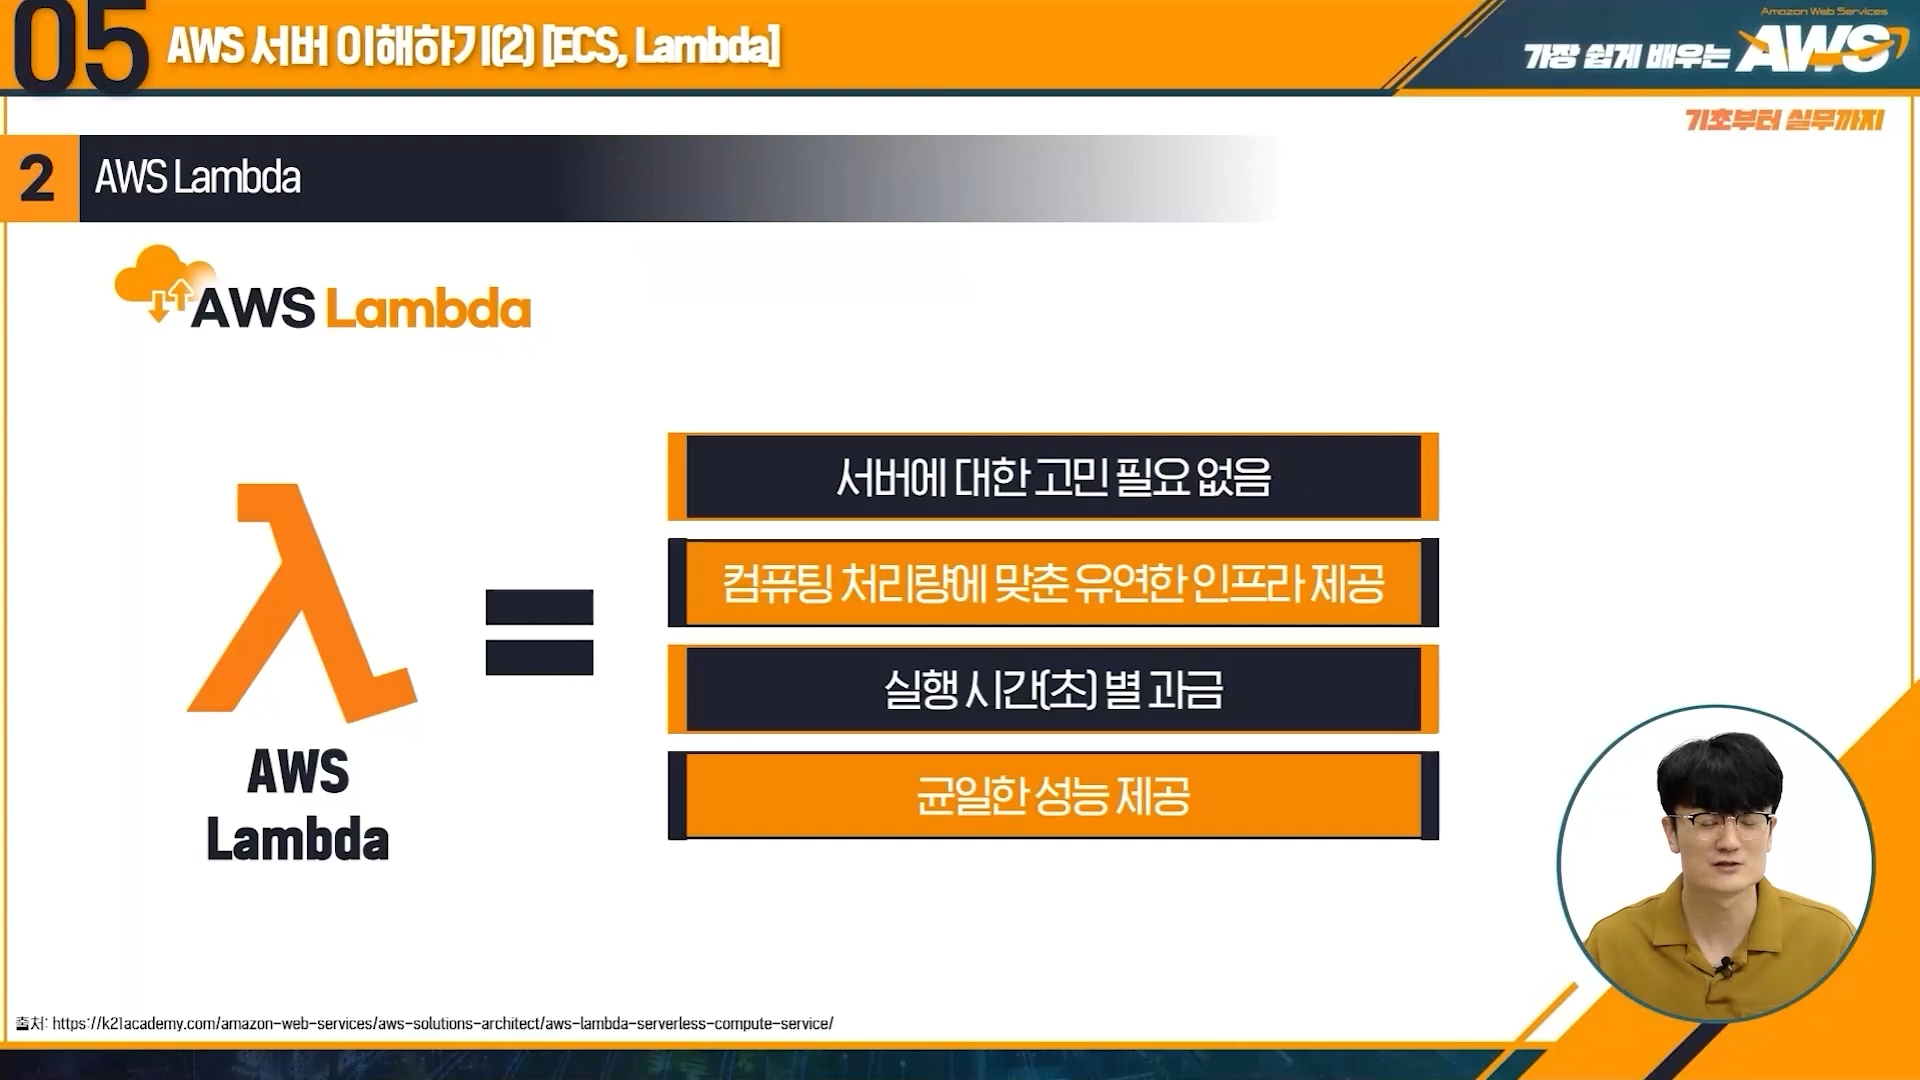 05 AWS 서버 이해하기(2) [ECS, Lambda]
Amazon Web Services
가장 쉽게 배우는 AWS
기초부터 실무까지
2 AWS Lambda
AWS Lambda
서버에 대한 고민 필요 없음
컴퓨팅 처리량에 맞춘 유연한 인프라 제공
실행 시간(초) 별 과금
균일한 성능 제공
AWS
Lambda
출처: https://k21academy.com/amazon-web-services/aws-solutions-architect/aws-lambda-serverless-compute-service/